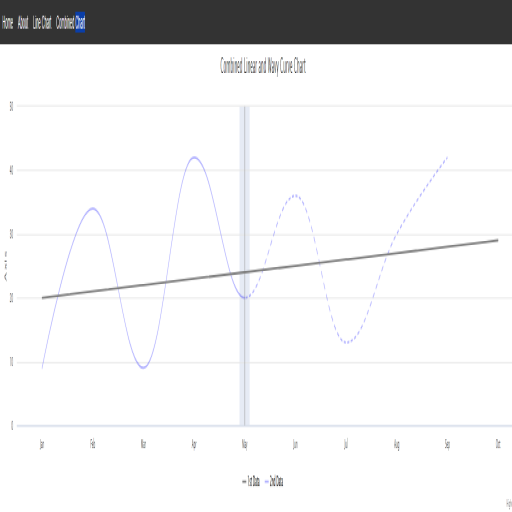 Home About Line Chart Combined Chart
Combined Linear and Wavy Curve Chart
50
40
30
20
10
0
Jan Feb Mar Apr May Jun Jul Aug Sep Oct
1st Data 2nd Data